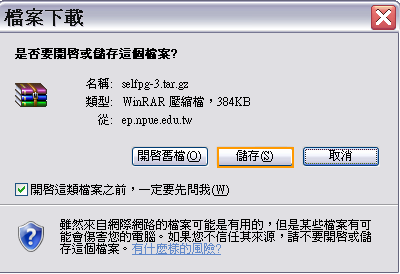 檔案下載
是否要開啓或儲存這個檔案?
名稱: selfpg-3.tar.gz
類型: WinRAR 壓縮檔，384KB
從: ep.npue.edu.tw
開啓舊檔(O) 儲存(S) 取消
開啓這類檔案之前，一定要先問我(W)
雖然來自網際網路的檔案可能是有用的，但是某些檔案有可
能會傷害您的電腦。如果您不信任其來源，請不要開啓或儲
存這個檔案。有什麼樣的風險?